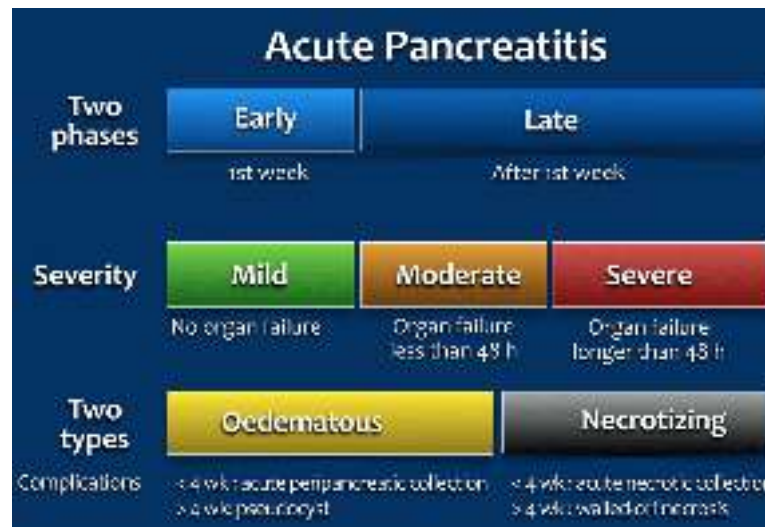 Acute Pancreatitis
Two phases
Early
Late
1st week
After 1st week
Severity
Mild
Moderate
Severe
No organ failure
Organ failure
less than 48 h
Organ failure
longer than 48 h
Two types
Oedematous
Necrotizing
Complications
< 4 wk: acute peripancreatic collection
> 4 wk: pseudocyst
< 4 wk: acute necrotic collection
> 4 wk: walled off necrosis